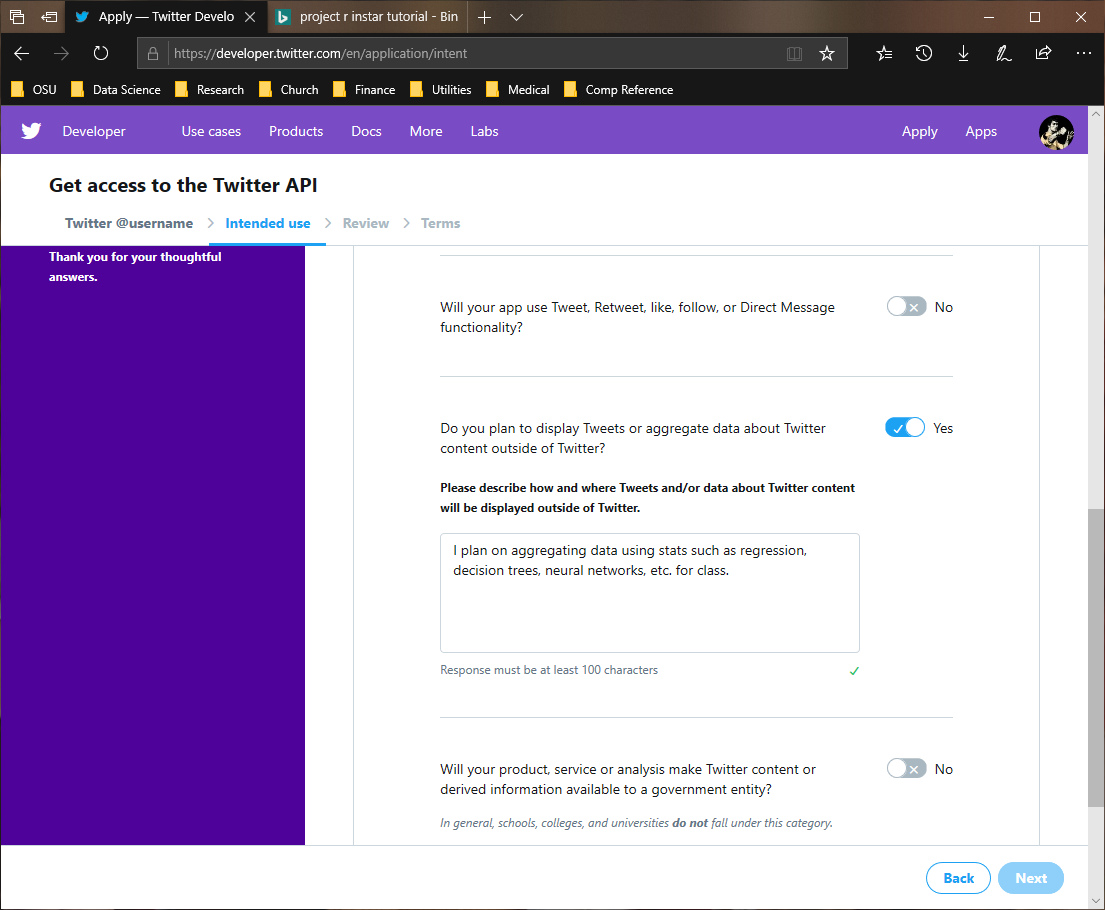 Apply — Twitter Develo
project r instar tutorial - Bin
https://developer.twitter.com/en/application/intent
OSU Data Science Research Church Finance Utilities Medical Comp Reference
Developer Use cases Products Docs More Labs Apply Apps
Get access to the Twitter API
Twitter @username Intended use Review Terms
Thank you for your thoughtful
answers.
Will your app use Tweet, Retweet, like, follow, or Direct Message No
functionality?
Do you plan to display Tweets or aggregate data about Twitter Yes
content outside of Twitter?
Please describe how and where Tweets and/or data about Twitter content
will be displayed outside of Twitter.
I plan on aggregating data using stats such as regression,
decision trees, neural networks, etc. for class.
Response must be at least 100 characters
Will your product, service or analysis make Twitter content or No
derived information available to a government entity?
In general, schools, colleges, and universities do not fall under this category.
Back Next